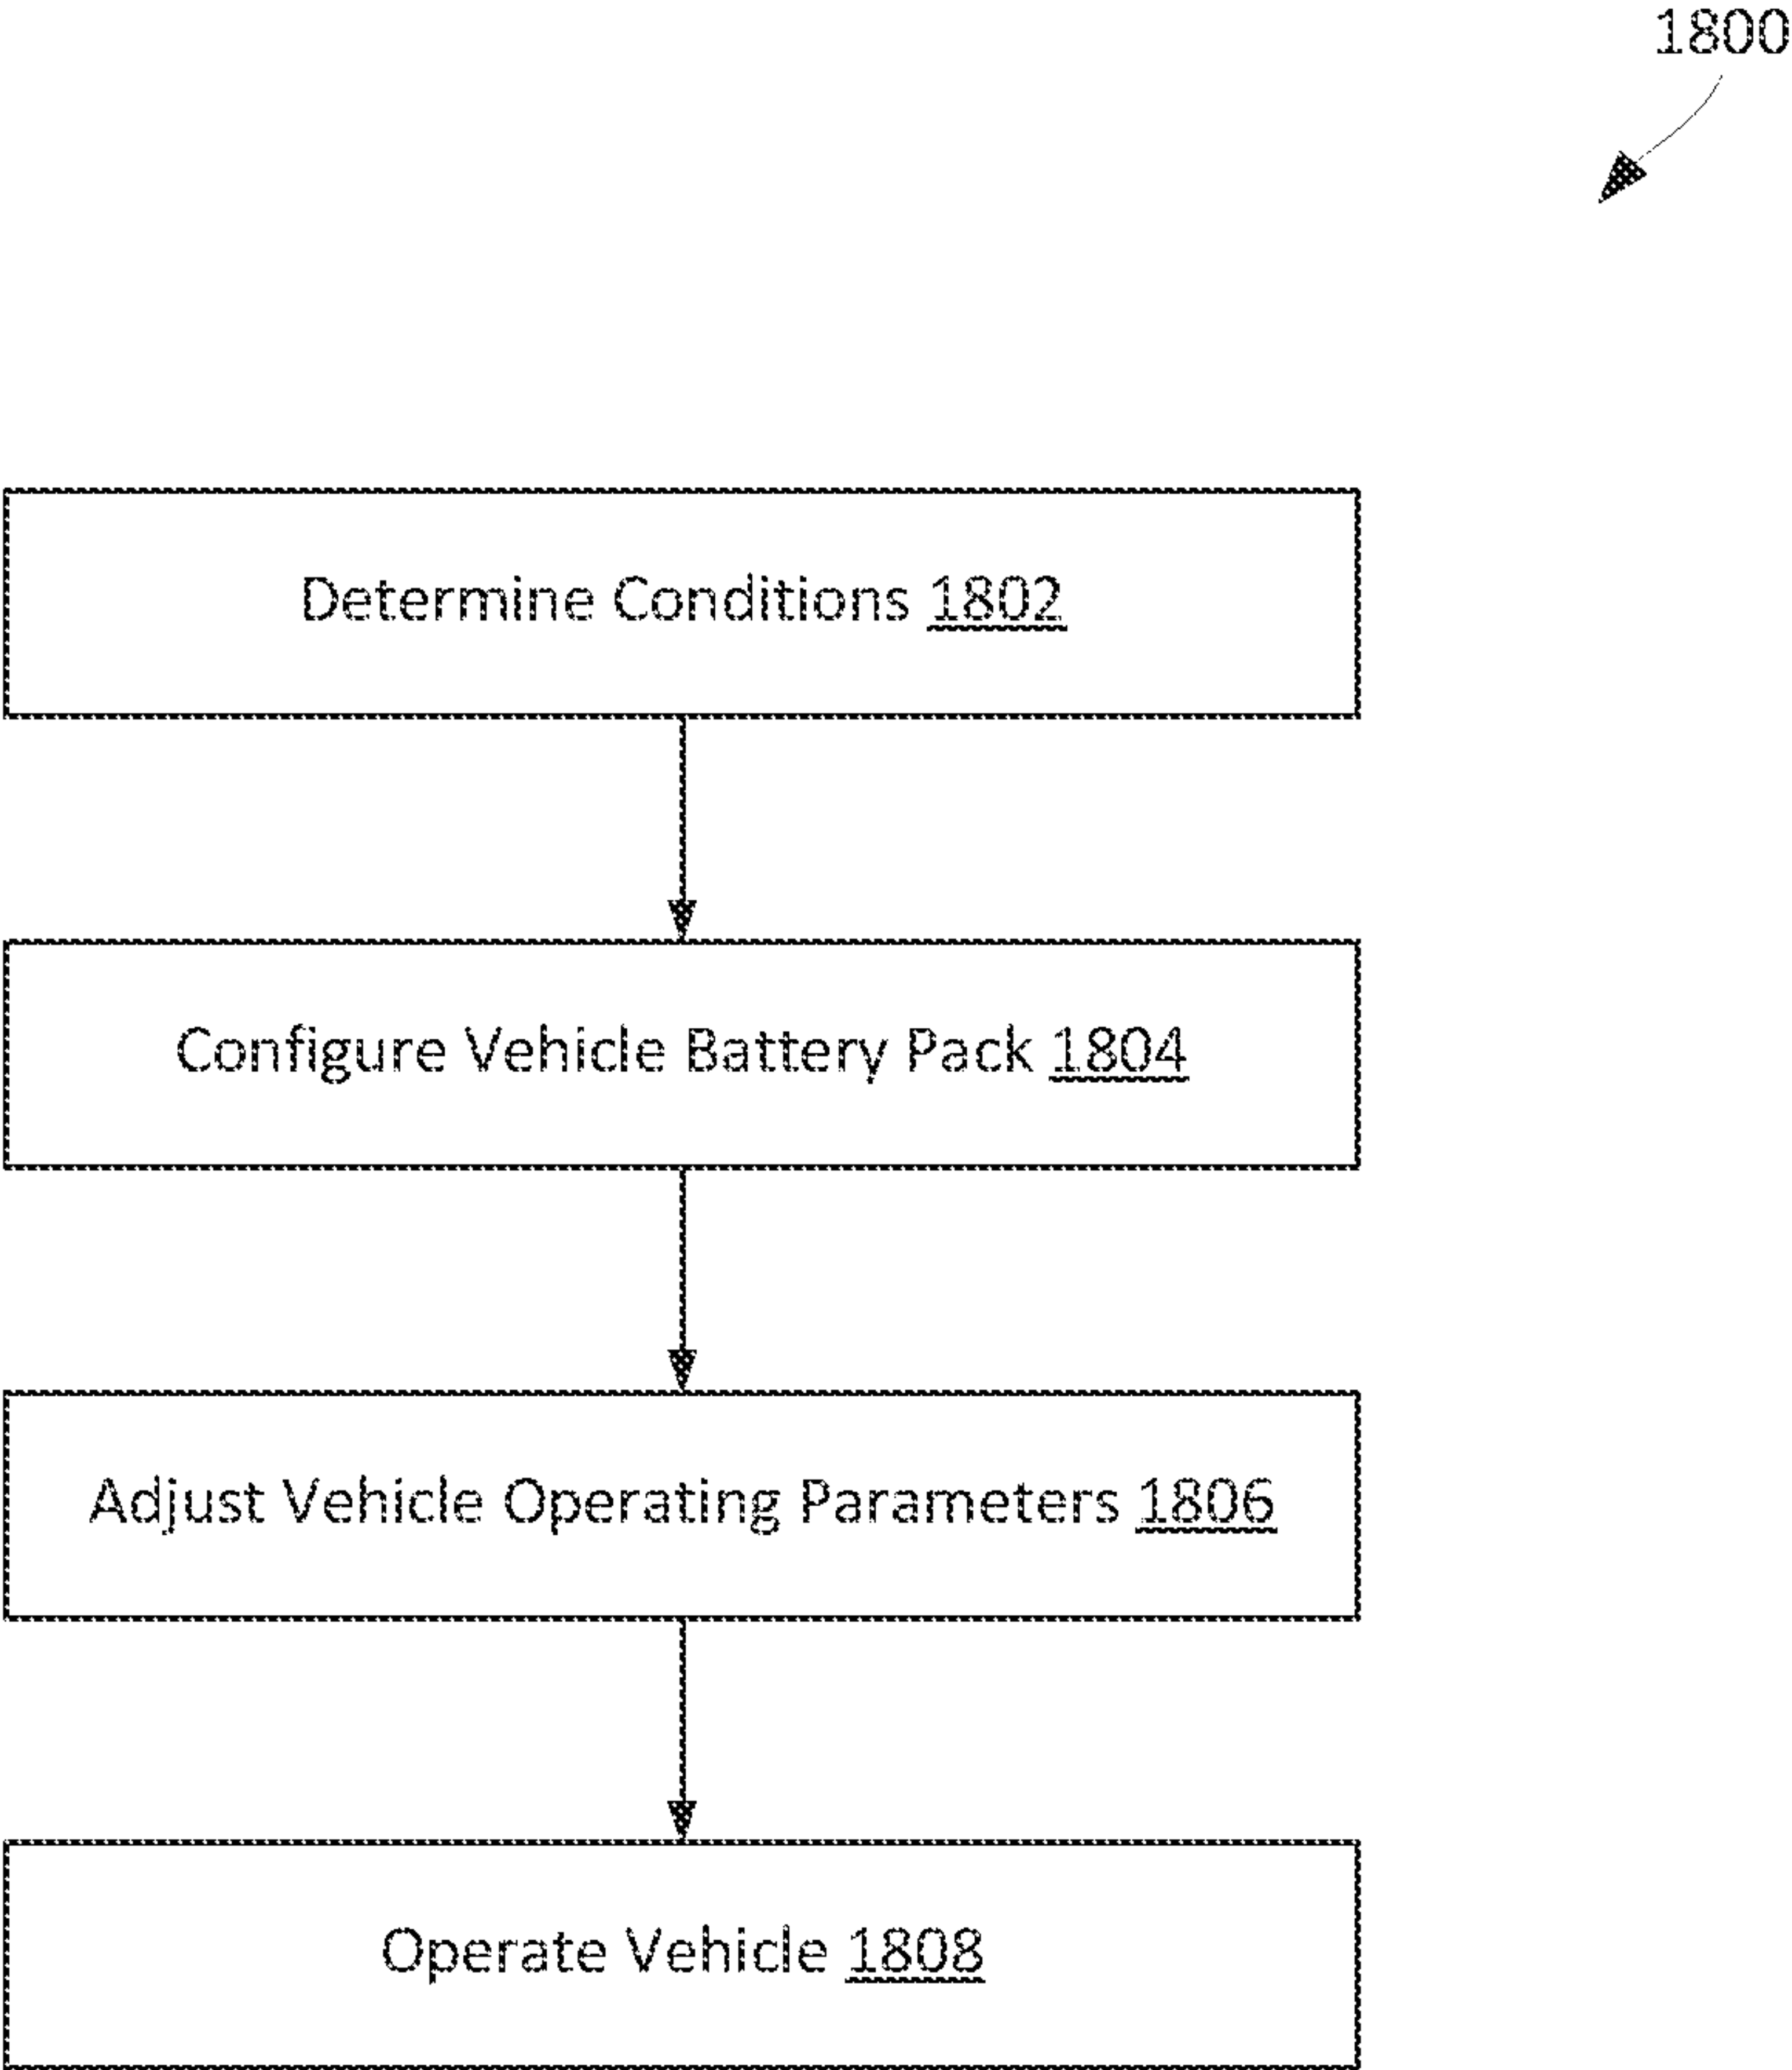 1800
Determine Conditions 1802
Configure Vehicle Battery Pack 1804
Adjust Vehicle Operating Parameters 1806
Operate Vehicle 1808